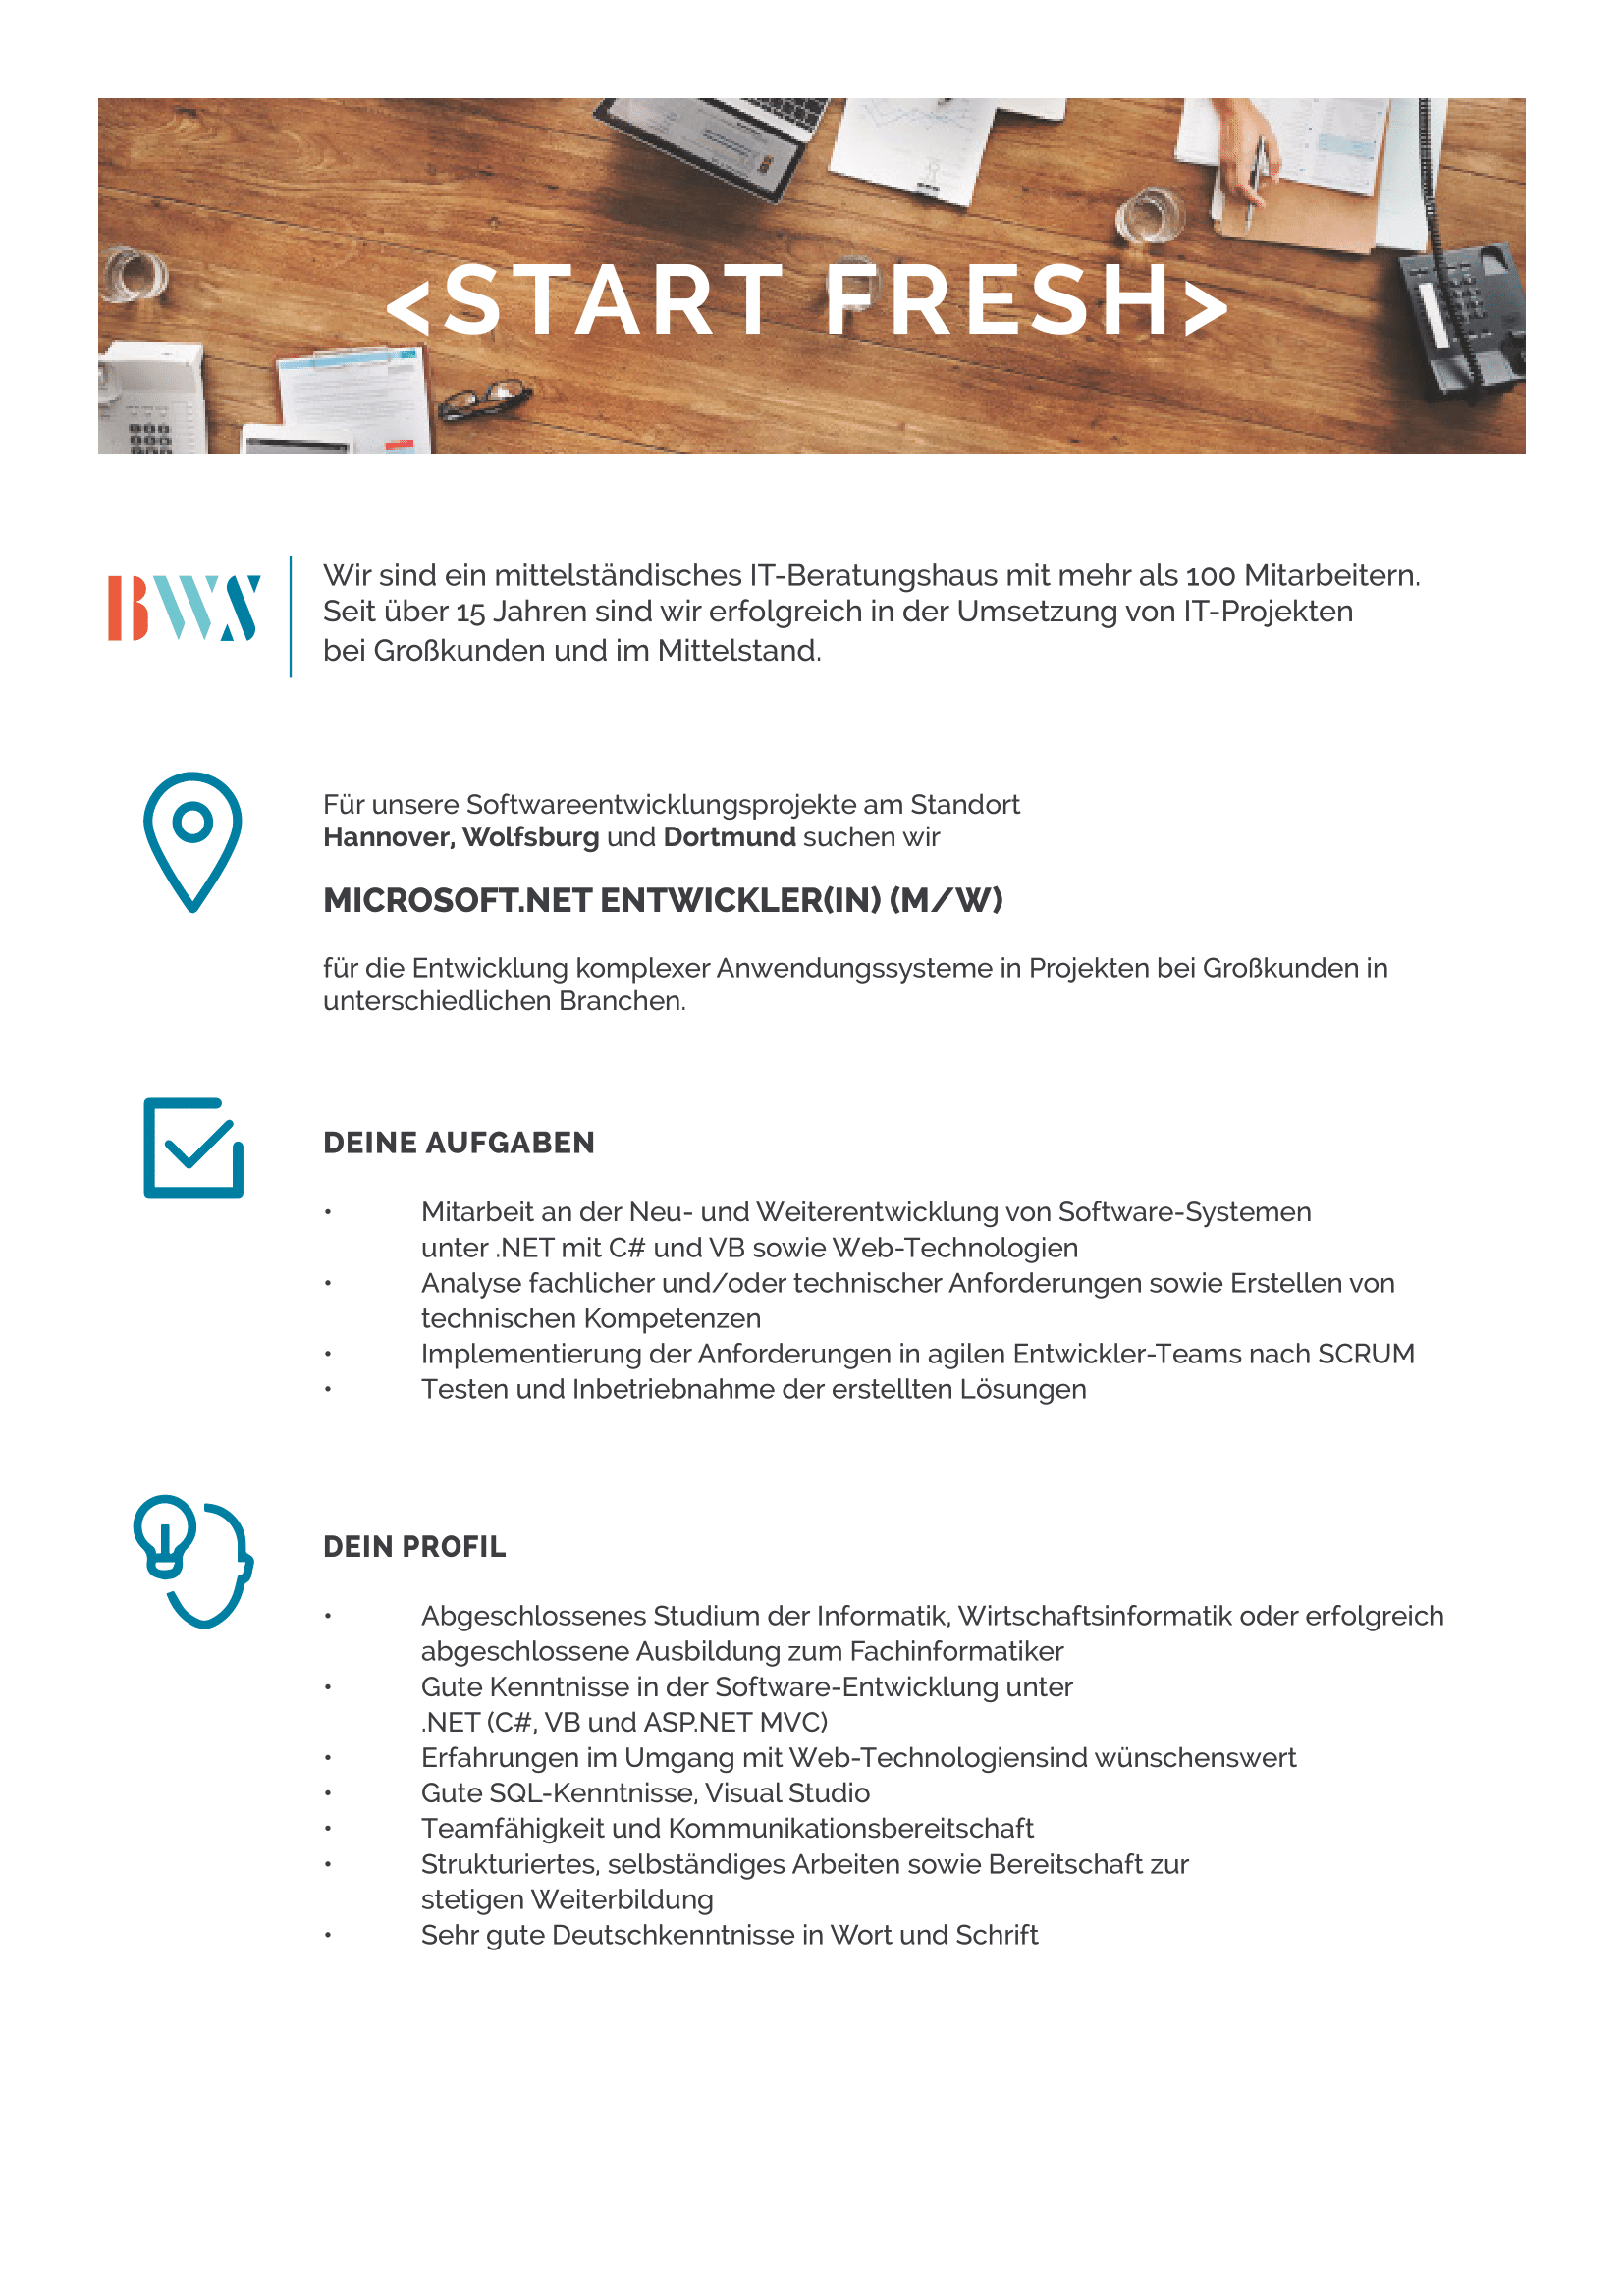 <START FRESH>
BWS
Wir sind ein mittelständisches IT-Beratungshaus mit mehr als 100 Mitarbeitern.
Seit über 15 Jahren sind wir erfolgreich in der Umsetzung von IT-Projekten
bei Großkunden und im Mittelstand.
Für unsere Softwareentwicklungsprojekte am Standort
Hannover, Wolfsburg und Dortmund suchen wir
MICROSOFT.NET ENTWICKLER(IN) (M/W)
für die Entwicklung komplexer Anwendungssysteme in Projekten bei Großkunden in
unterschiedlichen Branchen.
DEINE AUFGABEN
• Mitarbeit an der Neu- und Weiterentwicklung von Software-Systemen
unter .NET mit C# und VB sowie Web-Technologien
• Analyse fachlicher und/oder technischer Anforderungen sowie Erstellen von
technischen Kompetenzen
• Implementierung der Anforderungen in agilen Entwickler-Teams nach SCRUM
• Testen und Inbetriebnahme der erstellten Lösungen
DEIN PROFIL
• Abgeschlossenes Studium der Informatik, Wirtschaftsinformatik oder erfolgreich
abgeschlossene Ausbildung zum Fachinformatiker
• Gute Kenntnisse in der Software-Entwicklung unter
.NET (C#, VB und ASP.NET MVC)
• Erfahrungen im Umgang mit Web-Technologiensind wünschenswert
• Gute SQL-Kenntnisse, Visual Studio
• Teamfähigkeit und Kommunikationsbereitschaft
• Strukturiertes, selbständiges Arbeiten sowie Bereitschaft zur
stetigen Weiterbildung
• Sehr gute Deutschkenntnisse in Wort und Schrift